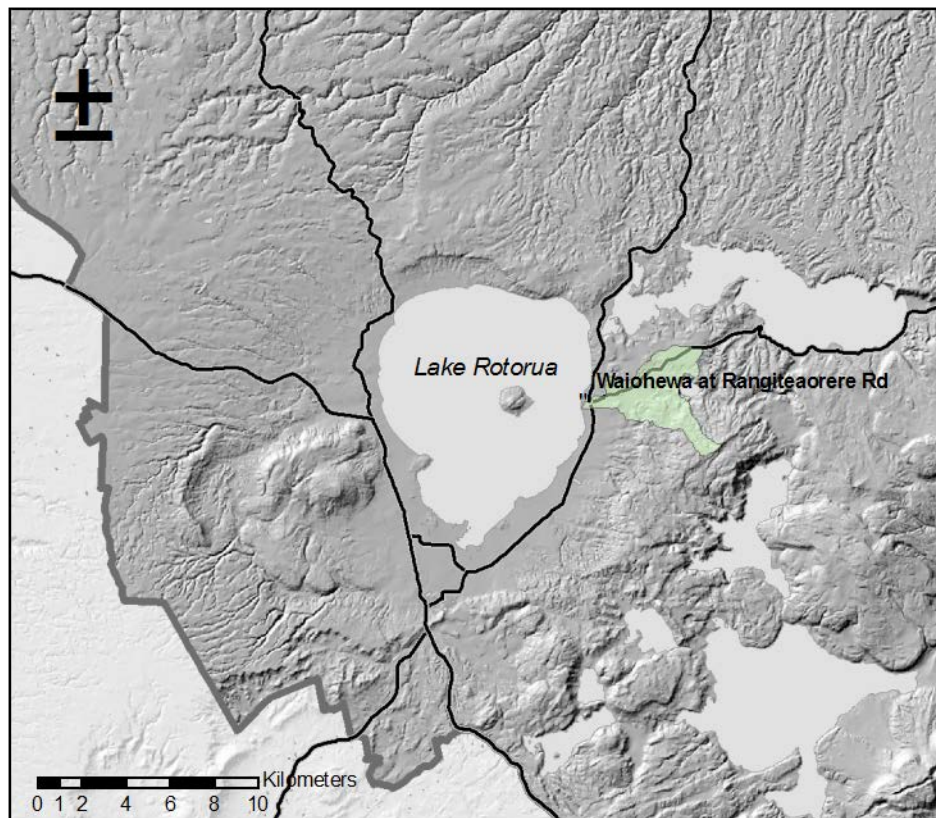 Lake Rotorua
Waiohewa at Rangiteaorere Rd
"
Kilometers
0 1 2 4 6 8 10